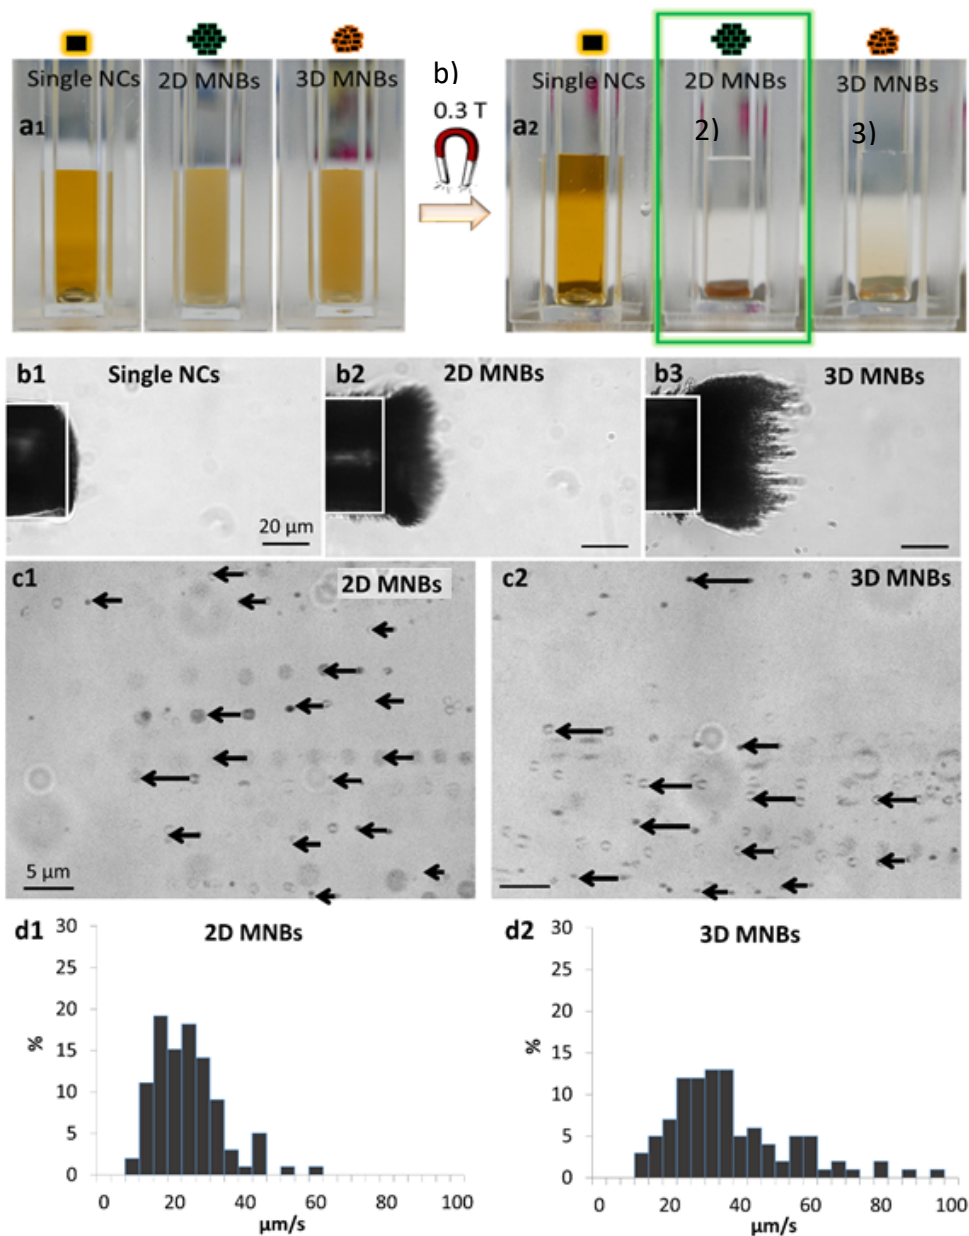 Single NCs
2D MNBs
3D MNBs
a1
b)
0.3 T
Single NCs
2D MNBs
3D MNBs
a2
2)
3)
b1
Single NCs
20 µm
b2
2D MNBs
b3
3D MNBs
c1
2D MNBs
5 µm
c2
3D MNBs
d1
2D MNBs
30
25
20
15
10
5
0
%
0 20 40 60 80 100
µm/s
d2
3D MNBs
30
25
20
15
10
5
0
%
0 20 40 60 80 100
µm/s